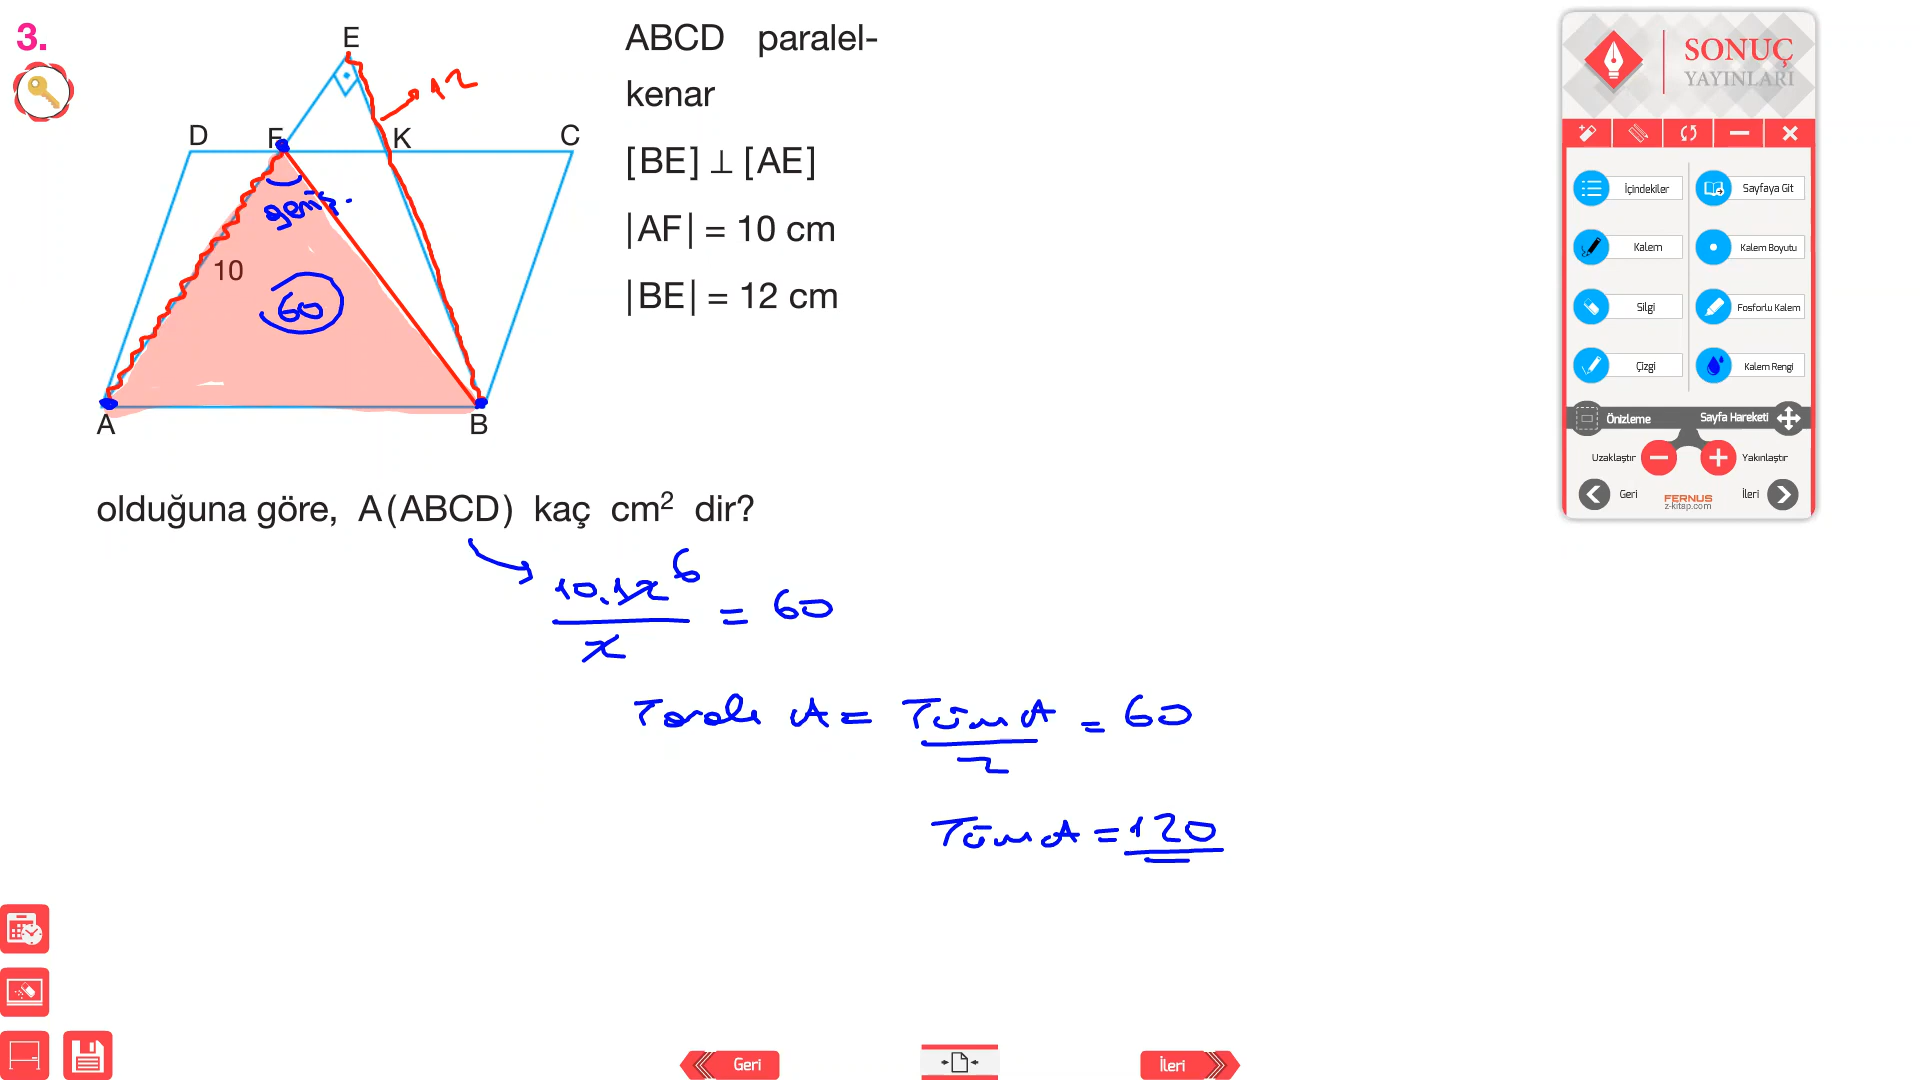 3.
E
12
D
F
K
C
geniş
10
60
A
B
ABCD paralel-
kenar
[BE] ⊥ [AE]
|AF| = 10 cm
|BE| = 12 cm
olduğuna göre, A(ABCD) kaç cm² dir?
10.12 6
2
= 60
Taralı A = Tüm A = 60
2
Tüm A = 120
SONUÇ
YAYINLARI
İçindekiler
Sayfaya Git
Kalem
Kalem Boyutu
Silgi
Fosforlu Kalem
Çizgi
Kalem Rengi
Önizleme
Sayfa Hareketi
Uzaklaştır
Yakınlaştır
Geri
FERNUS
z-kitap.com
İleri
Geri
İleri